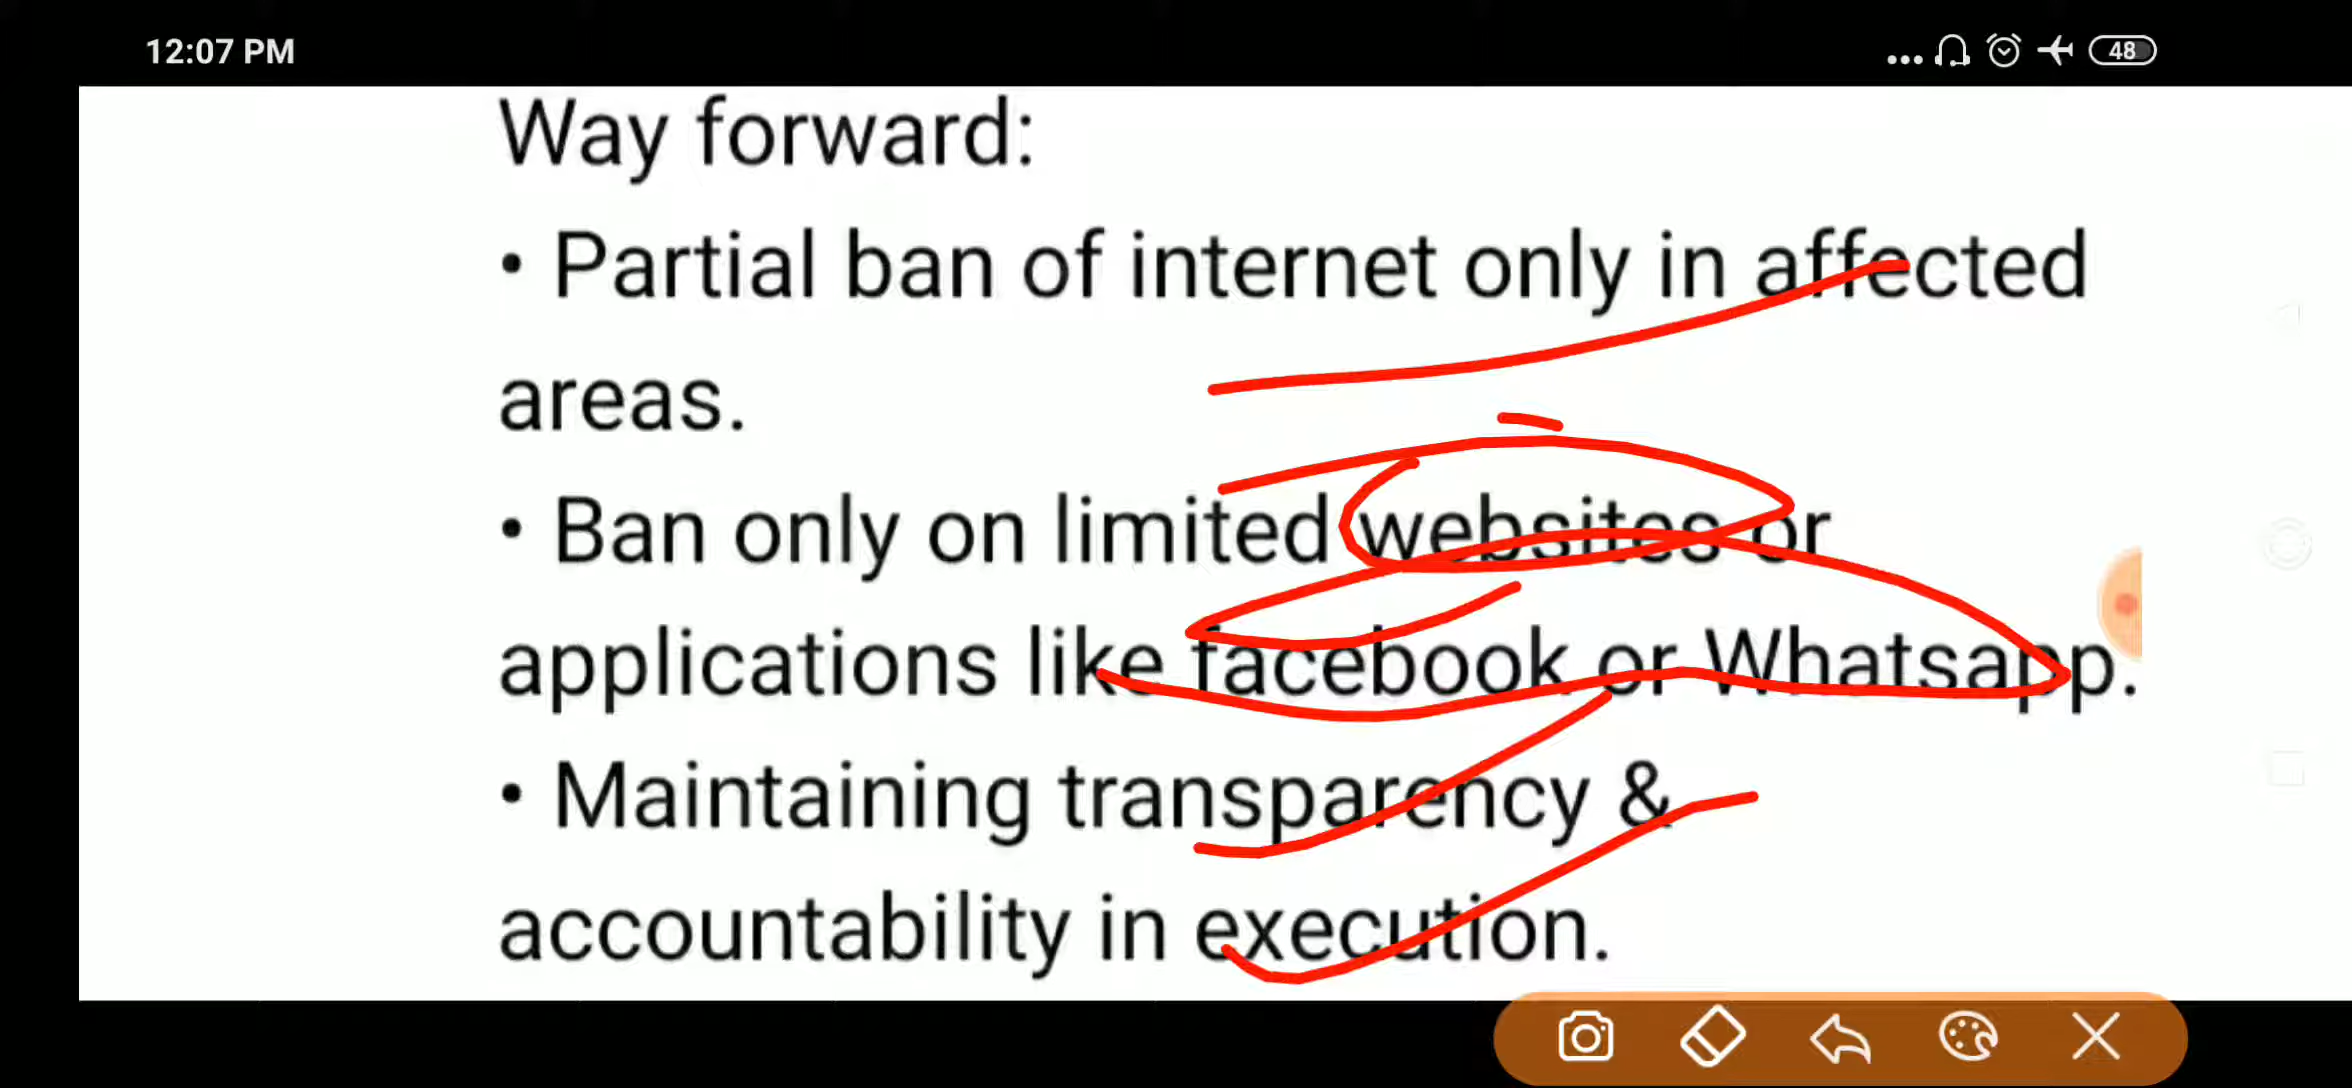 12:07 PM
48
Way forward:
• Partial ban of internet only in affected
areas.
• Ban only on limited websites or
applications like facebook or Whatsapp.
• Maintaining transparency &
accountability in execution.